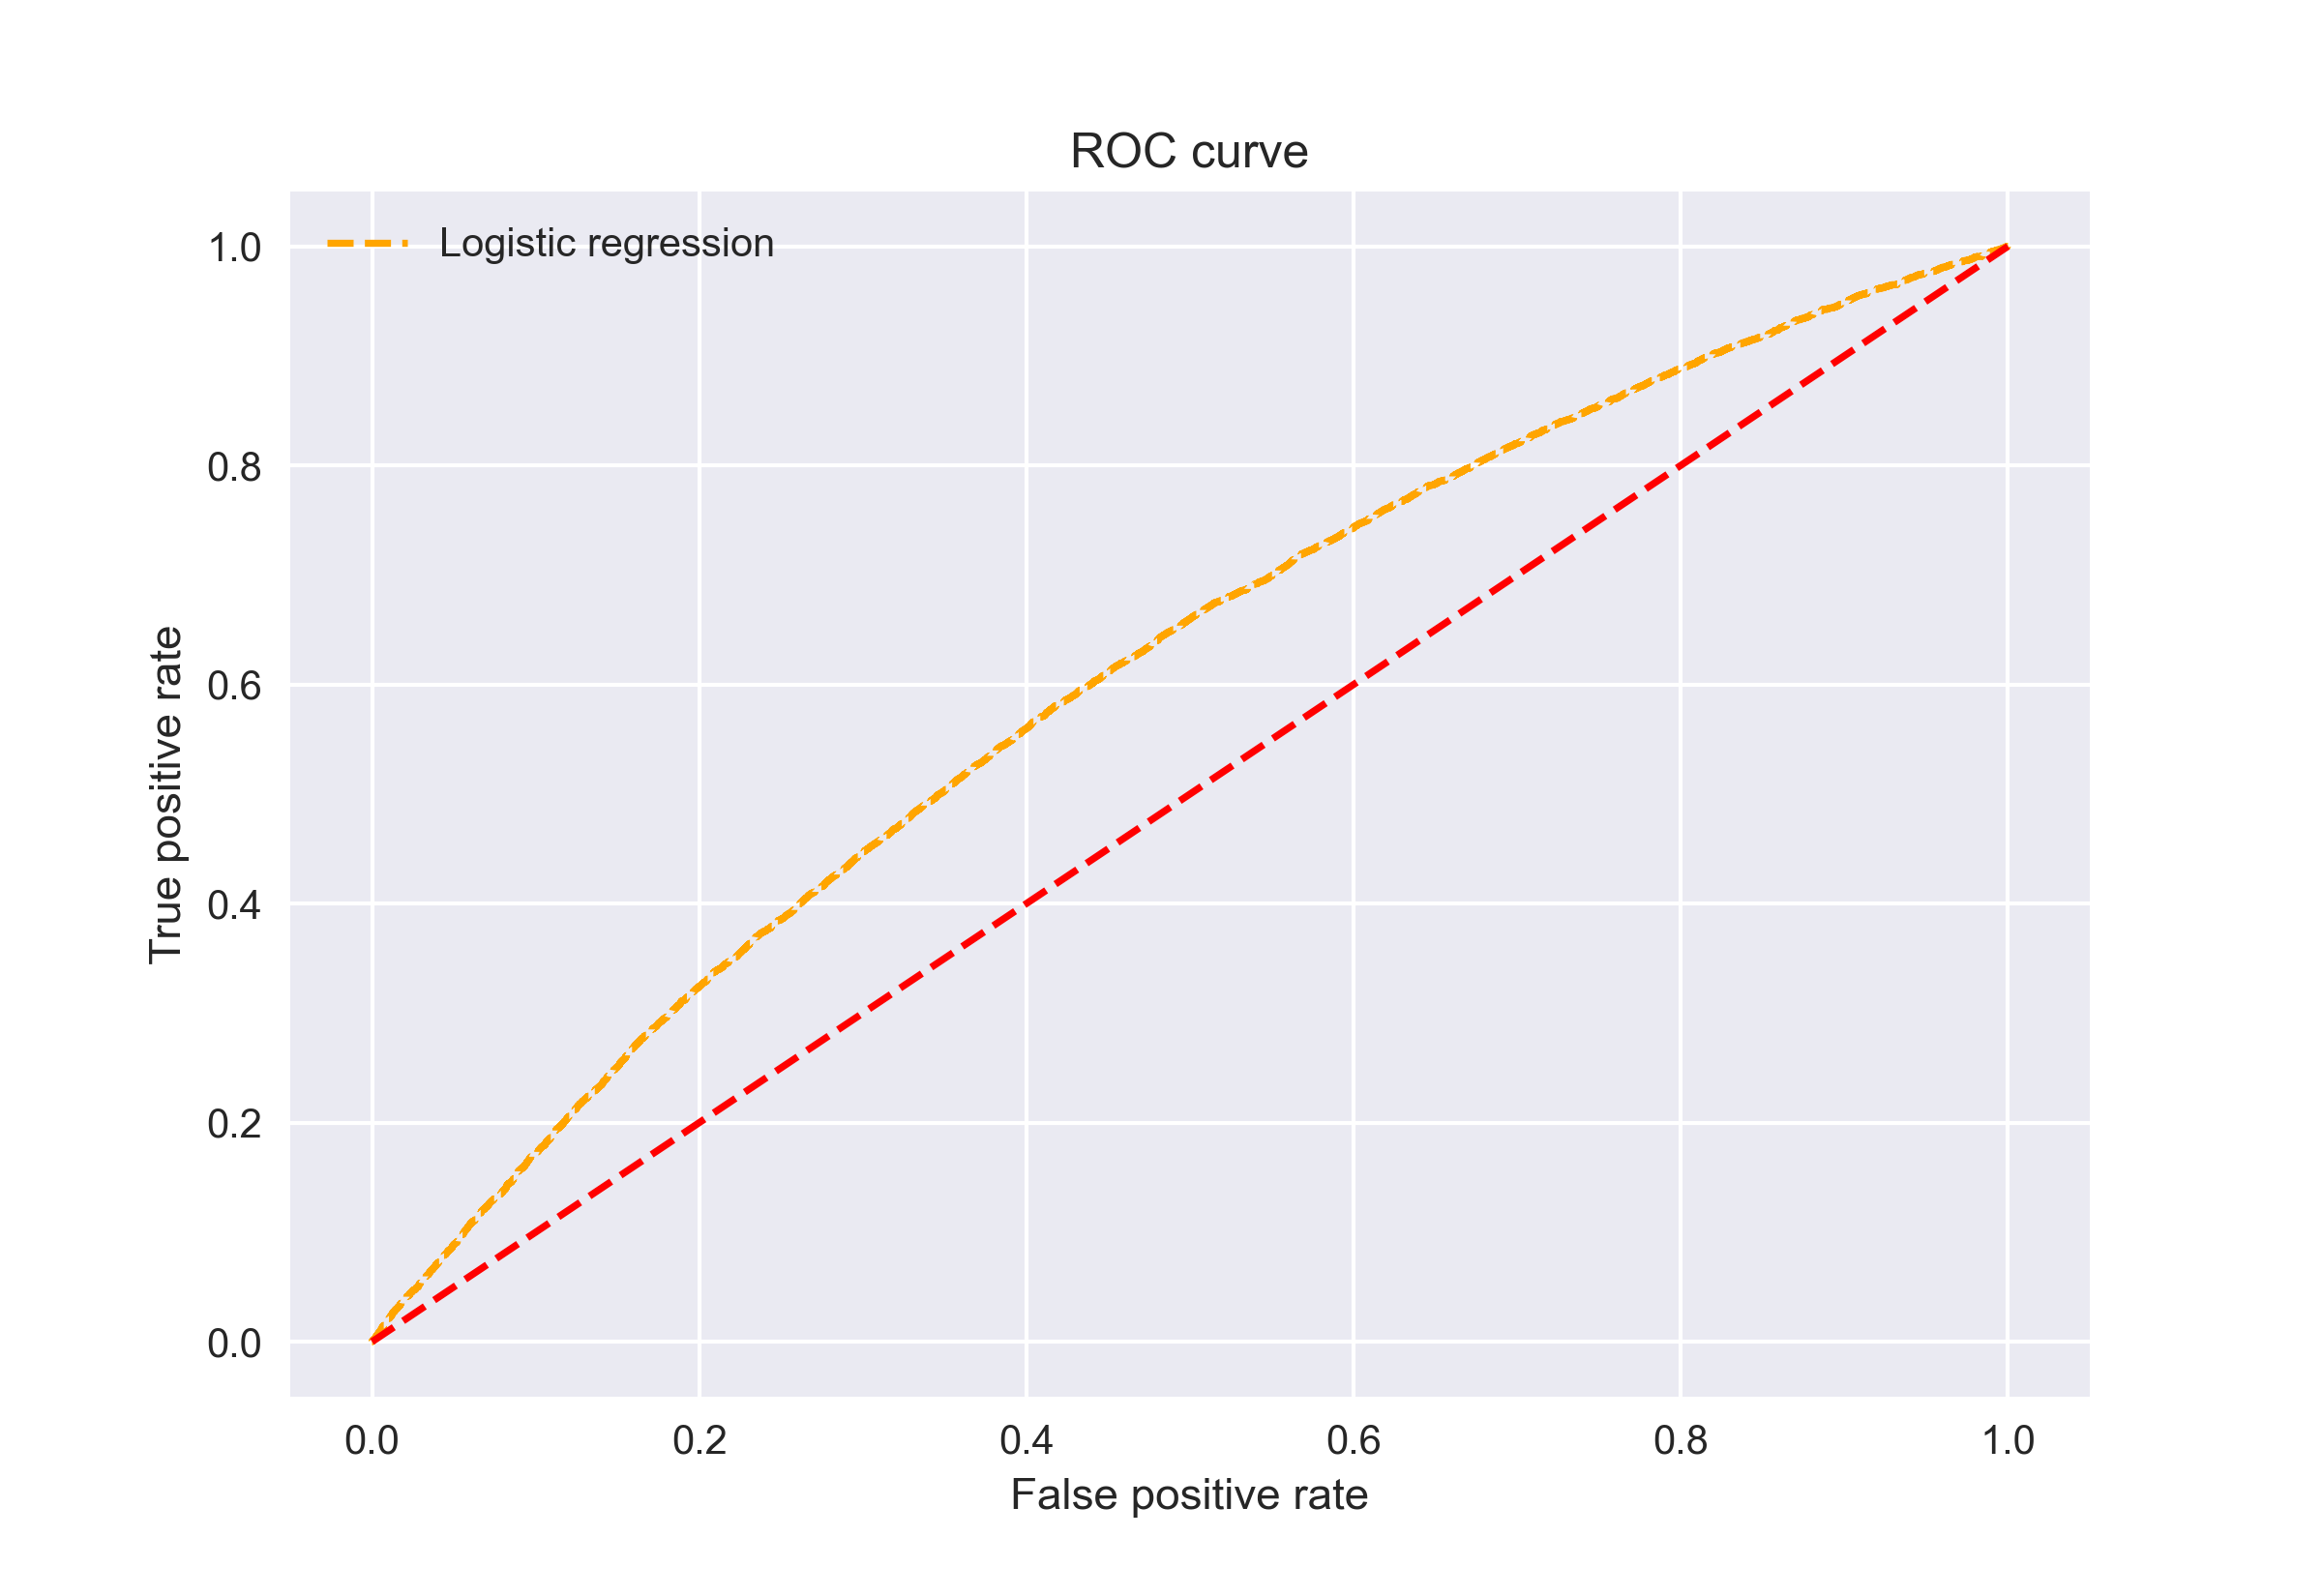 ROC curve
Logistic regression
1.0
0.8
0.6
0.4
0.2
0.0
True positive rate
0.0 0.2 0.4 0.6 0.8 1.0
False positive rate